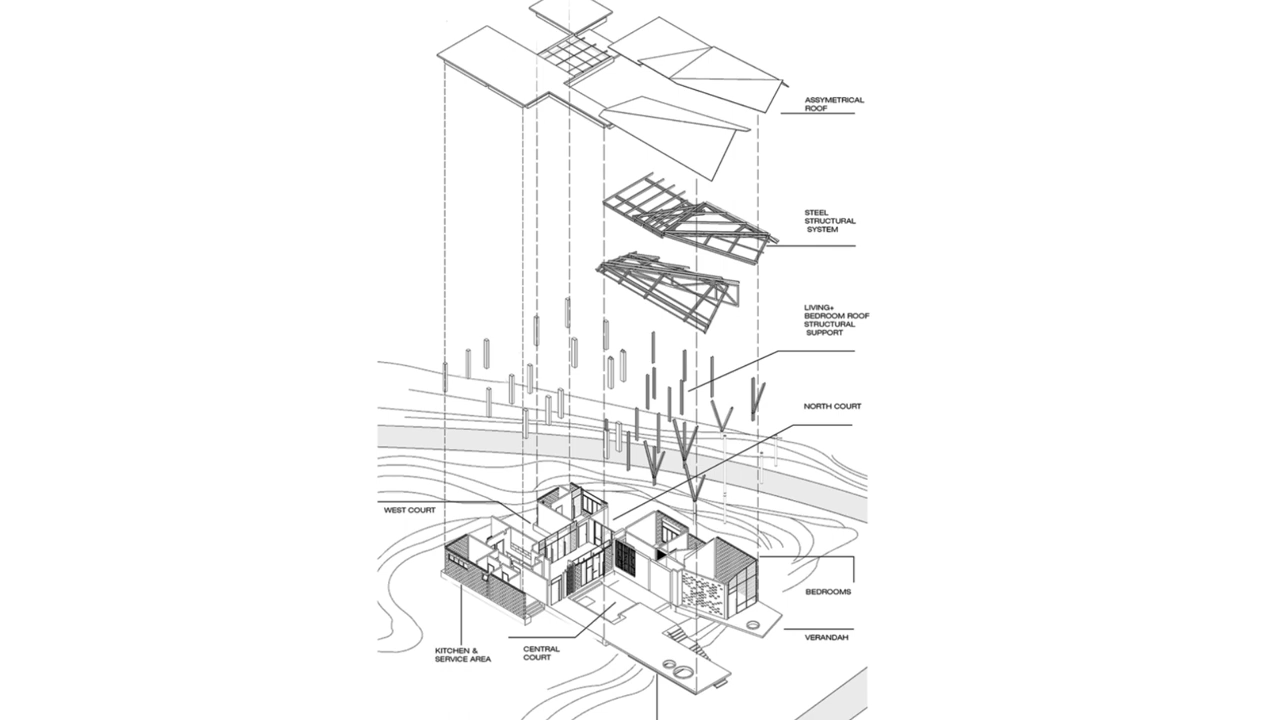 ASSYMETRICAL
ROOF
STEEL
STRUCTURAL
SYSTEM
LIVING+
BEDROOM ROOF
STRUCTURAL
SUPPORT
NORTH COURT
WEST COURT
BEDROOMS
VERANDAH
KITCHEN &
SERVICE AREA
CENTRAL
COURT